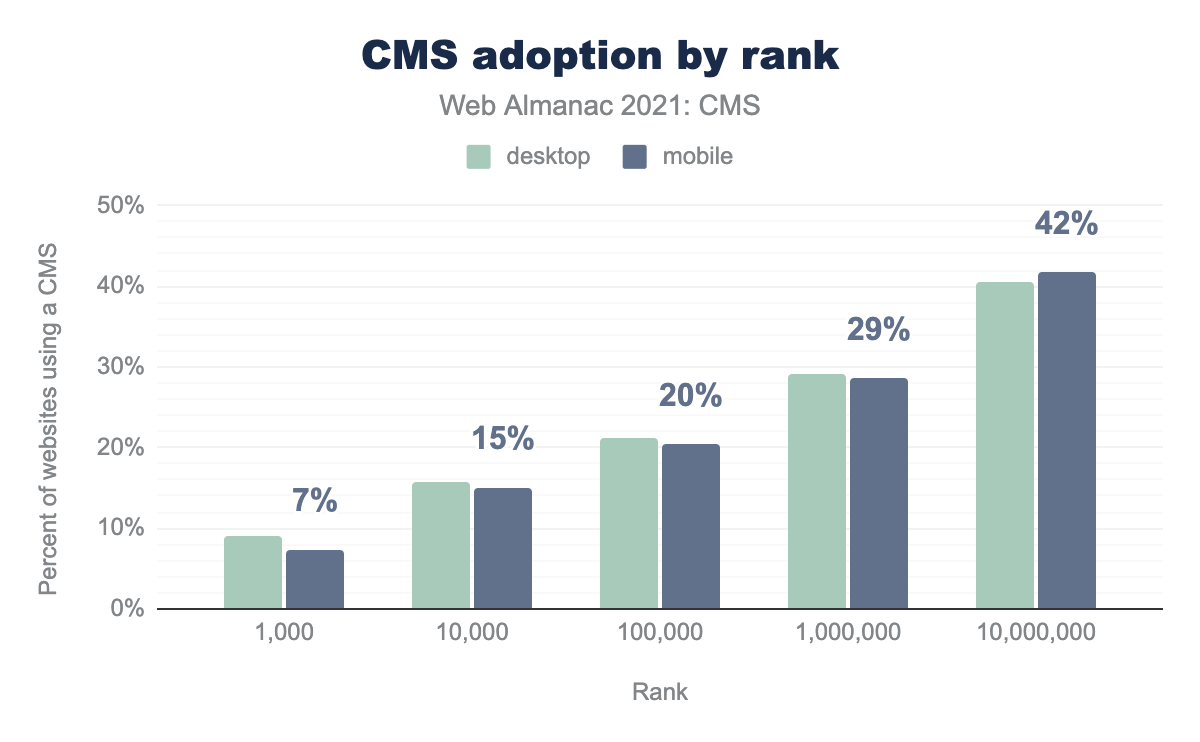 CMS adoption by rank
Web Almanac 2021: CMS
desktop
mobile
Percent of websites using a CMS
50%
40%
30%
20%
10%
0%
7%
15%
20%
29%
42%
1,000
10,000
100,000
1,000,000
10,000,000
Rank